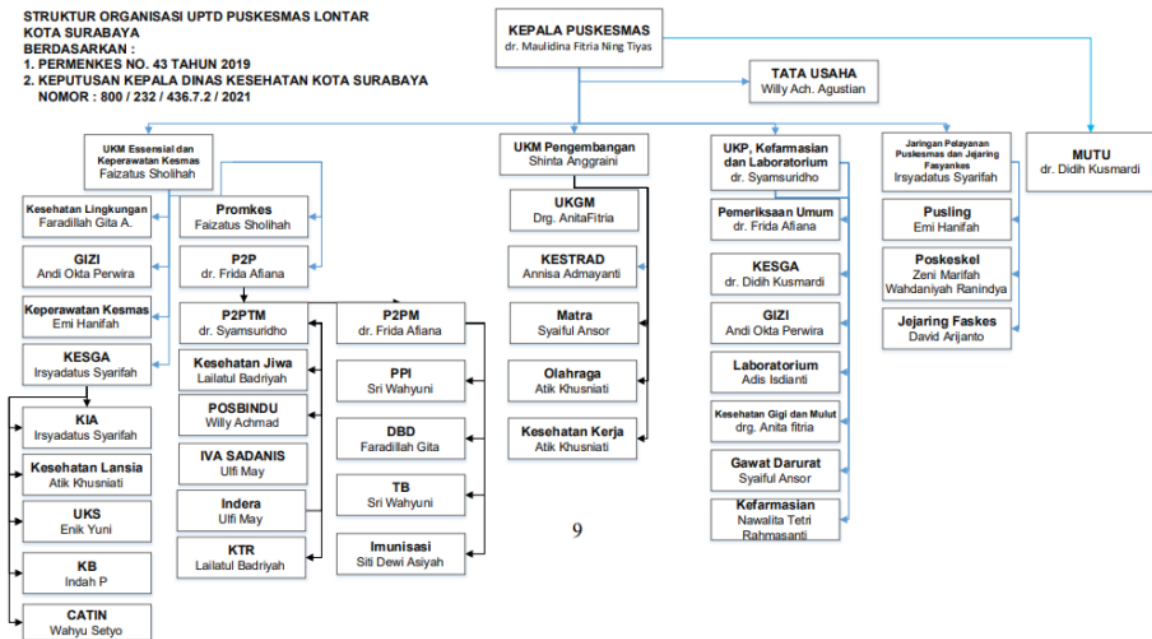 STRUKTUR ORGANISASI UPTD PUSKESMAS LONTAR
KOTA SURABAYA
BERDASARKAN :
1. PERMENKES NO. 43 TAHUN 2019
2. KEPUTUSAN KEPALA DINAS KESEHATAN KOTA SURABAYA
NOMOR : 800 / 232 / 436.7.2 / 2021
KEPALA PUSKESMAS
dr. Maulidina Fitria Ning Tiyas
TATA USAHA
Willy Ach. Agustian
UKM Essensial dan
Keperawatan Kesmas
Faizatus Sholihah
UKM Pengembangan
Shinta Anggraini
UKP, Kefarmasian
dan Laboratorium
dr. Syamsuridho
Jaringan Pelayanan
Puskesmas dan Jejaring
Fasyankes
Irsyadatus Syarifah
MUTU
dr. Didih Kusmardi
Kesehatan Lingkungan
Faradillah Gita A.
GIZI
Andi Okta Perwira
Keperawatan Kesmas
Emi Hanifah
KESGA
Irsyadatus Syarifah
KIA
Irsyadatus Syarifah
Kesehatan Lansia
Atik Khusniati
UKS
Enik Yuni
KB
Indah P
CATIN
Wahyu Setyo
Promkes
Faizatus Sholihah
P2P
dr. Frida Afiana
P2PTM
dr. Syamsuridho
Kesehatan Jiwa
Lailatul Badriyah
POSBINDU
Willy Achmad
IVA SADANIS
Ulfi May
Indera
Ulfi May
KTR
Lailatul Badriyah
P2PM
dr. Frida Afiana
PPI
Sri Wahyuni
DBD
Faradillah Gita
TB
Sri Wahyuni
Imunisasi
Siti Dewi Asiyah
UKGM
Drg. AnitaFitria
KESTRAD
Annisa Admayanti
Matra
Syaiful Ansor
Olahraga
Atik Khusniati
Kesehatan Kerja
Atik Khusniati
Pemeriksaan Umum
dr. Frida Afiana
KESGA
dr. Didih Kusmardi
GIZI
Andi Okta Perwira
Laboratorium
Adis Isdianti
Kesehatan Gigi dan Mulut
drg. Anita fitria
Gawat Darurat
Syaiful Ansor
Kefarmasian
Nawalita Tetri
Rahmasanti
Pusling
Emi Hanifah
Poskeskel
Zeni Marifah
Wahdaniyah Ranindya
Jejaring Faskes
David Arijanto
9